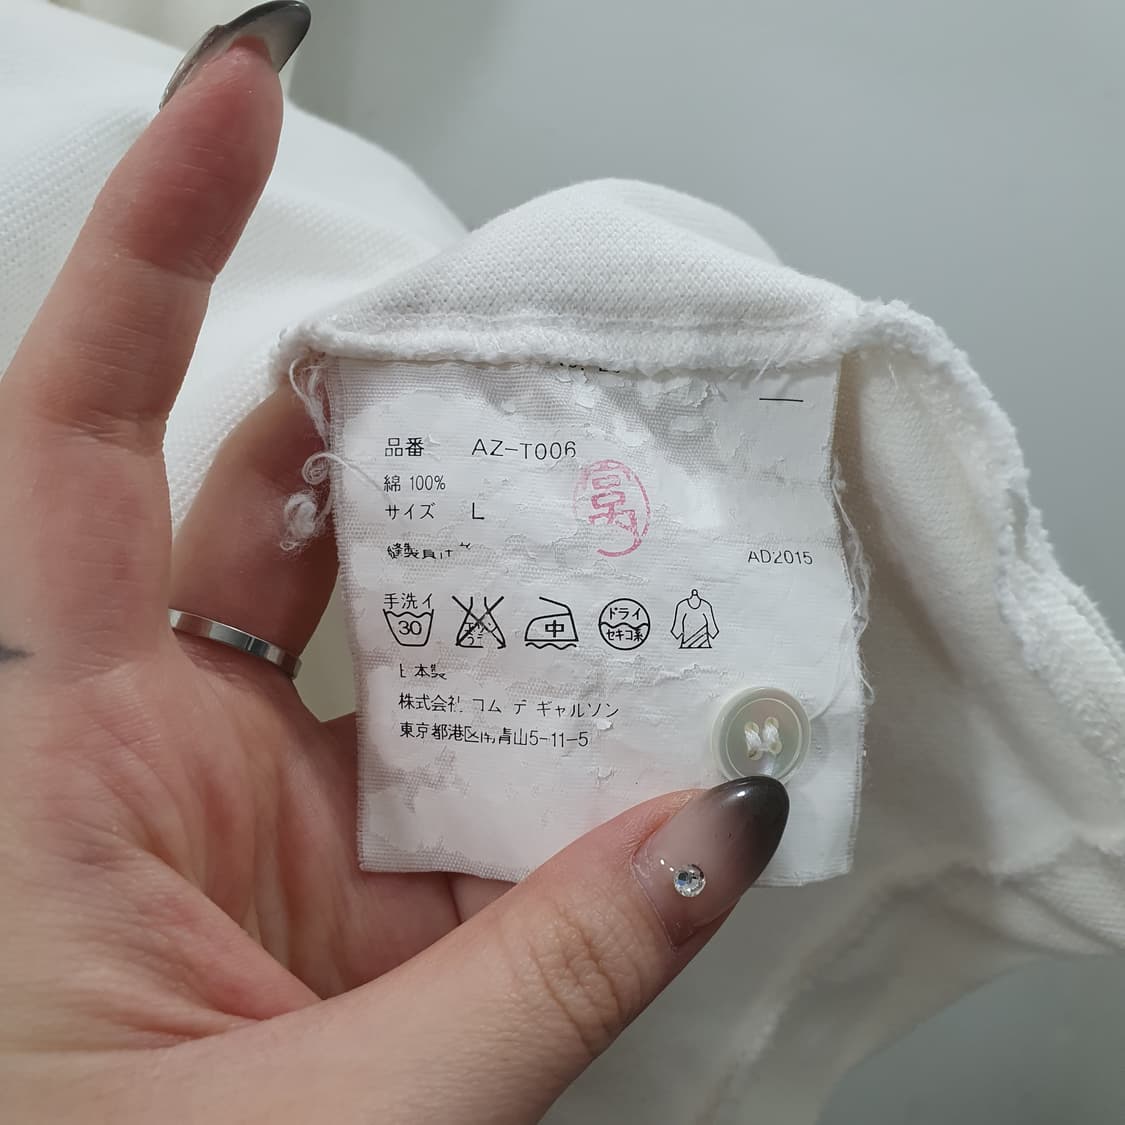 品番 AZ-T006
綿 100%
サイズ L
AD2015
手洗イ
30
中
ドライ
セキユ系
本製
株式会社 コム デ ギャルソン
東京都港区南青山5-11-5